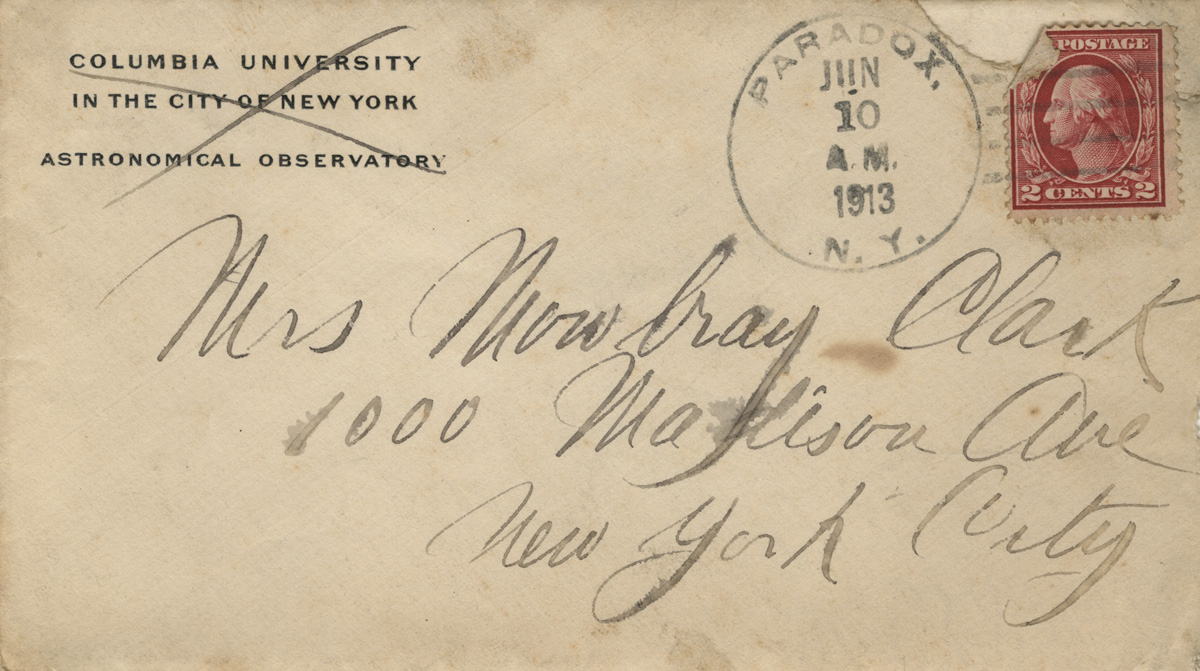 COLUMBIA UNIVERSITY
IN THE CITY OF NEW YORK
ASTRONOMICAL OBSERVATORY
PARADOX,
JUN
10
A.M.
1913
N. Y.
POSTAGE
2 CENTS 2
Mrs Mowbray Clark
1000 Madison Ave
New York City